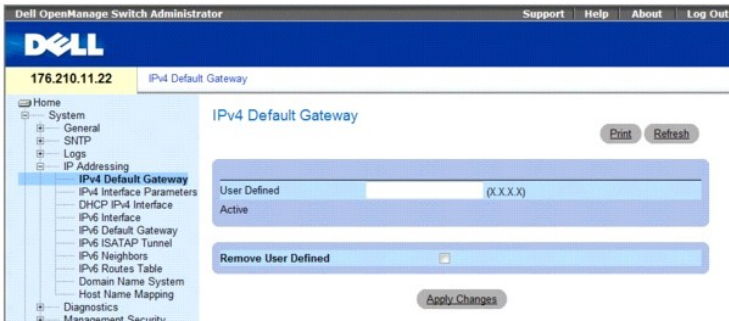 Dell OpenManage Switch Administrator
Support Help About Log Out
DELL
176.210.11.22
IPv4 Default Gateway
Home
System
General
SNTP
Logs
IP Addressing
IPv4 Default Gateway
IPv4 Interface Parameters
DHCP IPv4 Interface
IPv6 Interface
IPv6 Default Gateway
IPv6 ISATAP Tunnel
IPv6 Neighbors
IPv6 Routes Table
Domain Name System
Host Name Mapping
Diagnostics
Management Security
IPv4 Default Gateway
Print Refresh
User Defined (X.X.X.X)
Active
Remove User Defined
Apply Changes